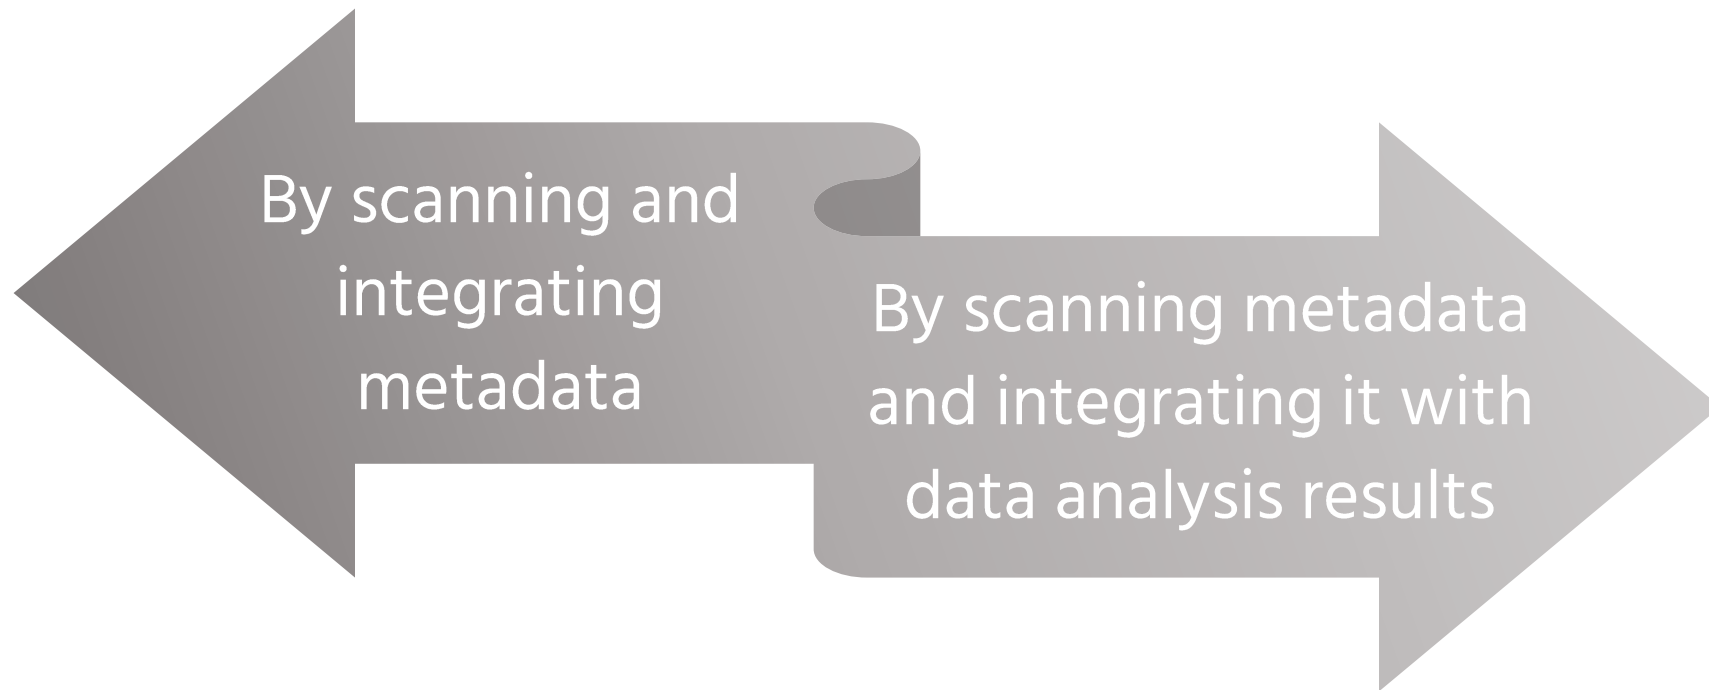 By scanning and
integrating
metadata
By scanning metadata
and integrating it with
data analysis results